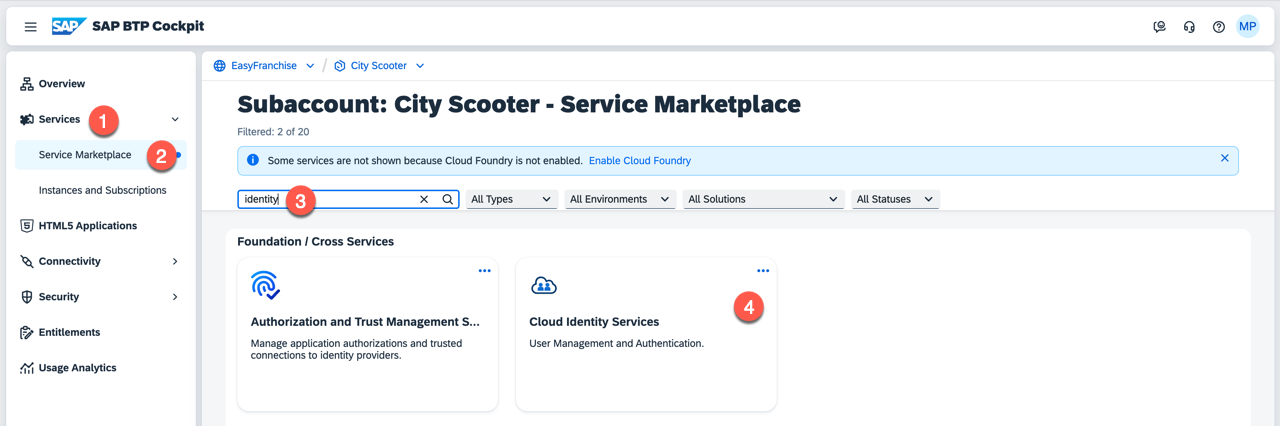 SAP SAP BTP Cockpit
MP
Overview
Services
1
Service Marketplace
2
Instances and Subscriptions
HTML5 Applications
Connectivity
Security
Entitlements
Usage Analytics
EasyFranchise / City Scooter
Subaccount: City Scooter - Service Marketplace
Filtered: 2 of 20
Some services are not shown because Cloud Foundry is not enabled. Enable Cloud Foundry
identity
3
All Types
All Environments
All Solutions
All Statuses
Foundation / Cross Services
Authorization and Trust Management S...
Manage application authorizations and trusted
connections to identity providers.
4
Cloud Identity Services
User Management and Authentication.